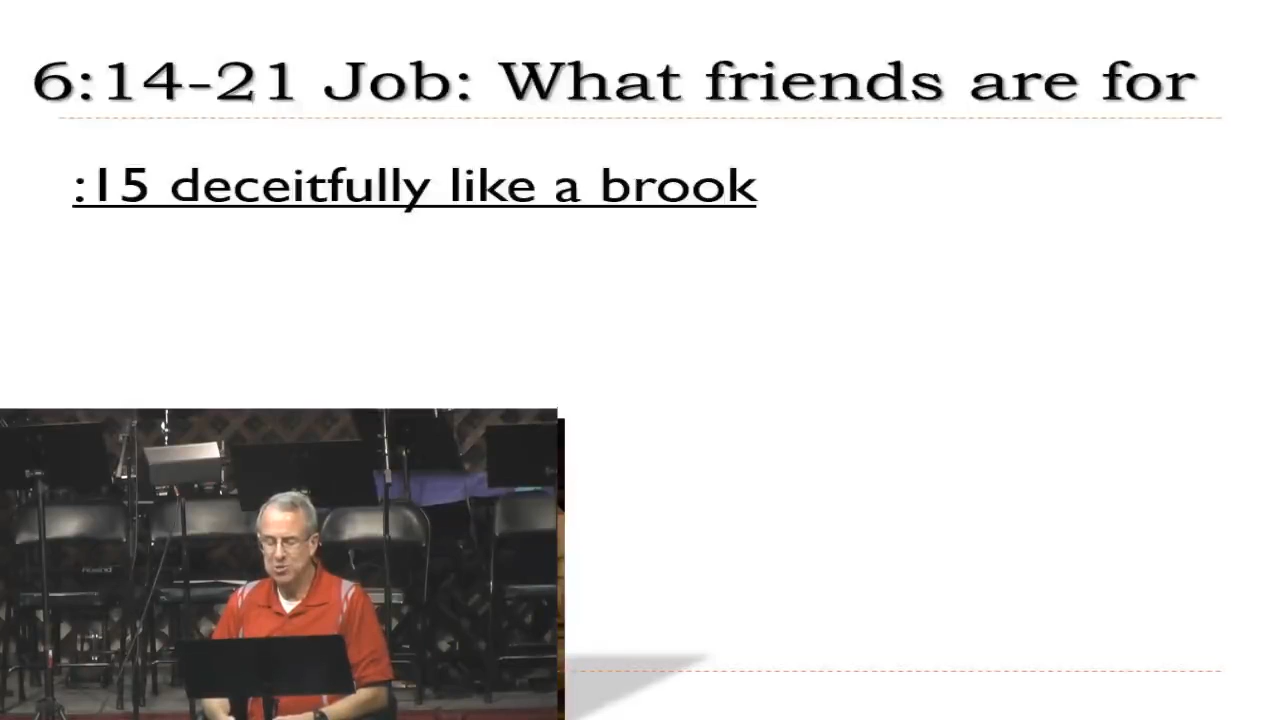 6:14-21 Job: What friends are for
:15 deceitfully like a brook